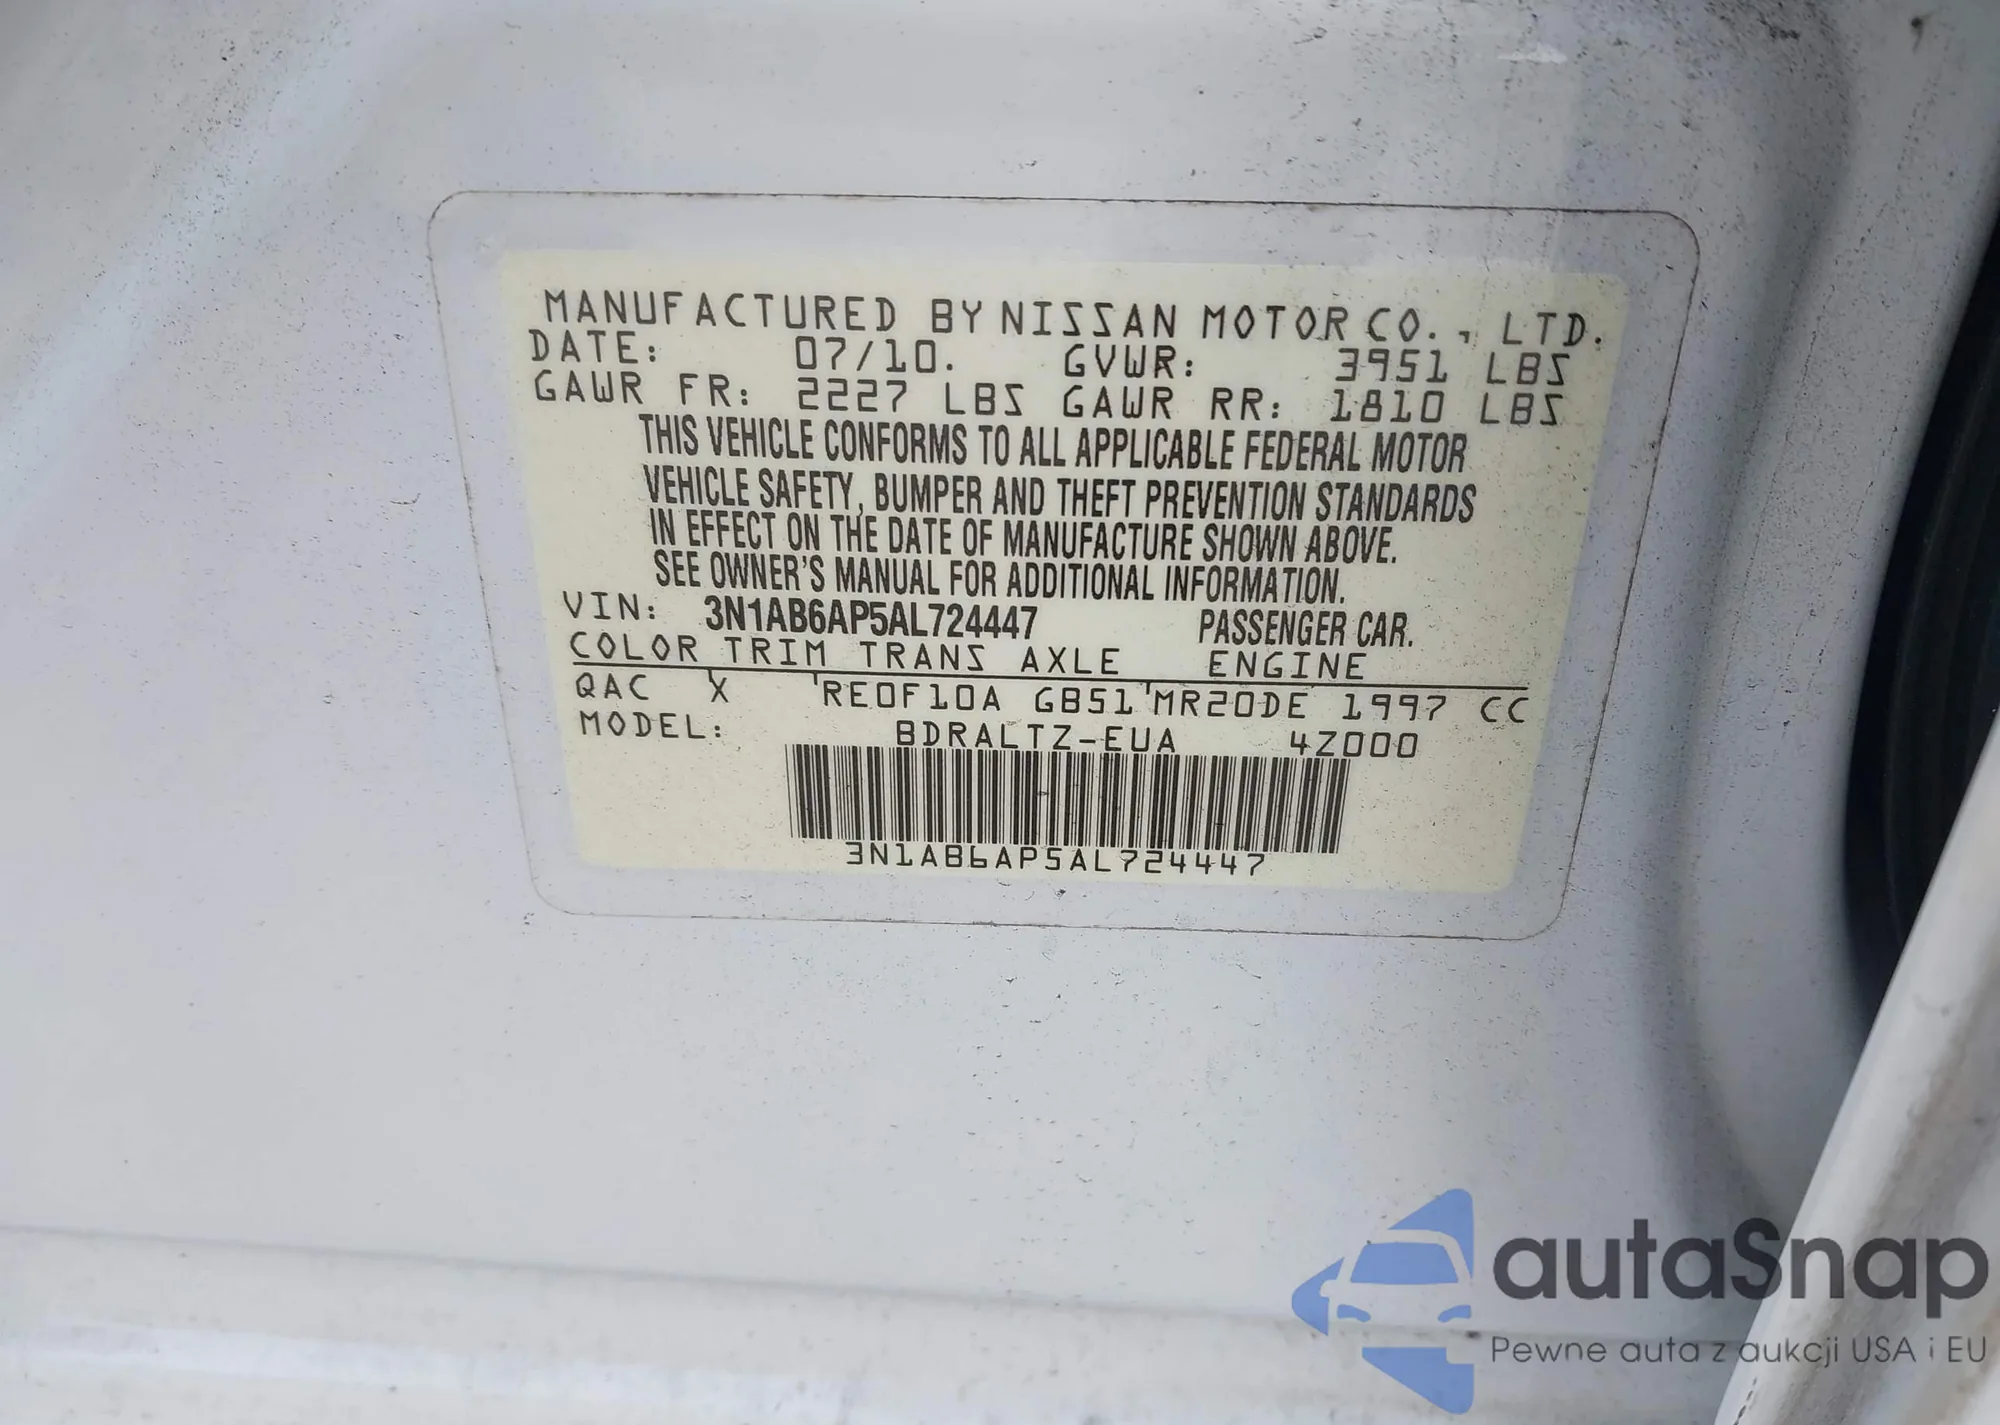 MANUFACTURED BY NISSAN MOTOR CO., LTD.
DATE: 07/10. GVWR: 3951 LBS
GAWR FR: 2227 LBS GAWR RR: 1810 LBS
THIS VEHICLE CONFORMS TO ALL APPLICABLE FEDERAL MOTOR
VEHICLE SAFETY, BUMPER AND THEFT PREVENTION STANDARDS
IN EFFECT ON THE DATE OF MANUFACTURE SHOWN ABOVE.
SEE OWNER'S MANUAL FOR ADDITIONAL INFORMATION.
VIN: 3N1AB6AP5AL724447 PASSENGER CAR.
COLOR TRIM TRANS AXLE ENGINE
QAC X RE0F10A GB51 MR20DE 1997 CC
MODEL: BDRALTZ-EUA 4Z000
3N1AB6AP5AL724447
autaSnap
Pewne auta z aukcji USA i EU